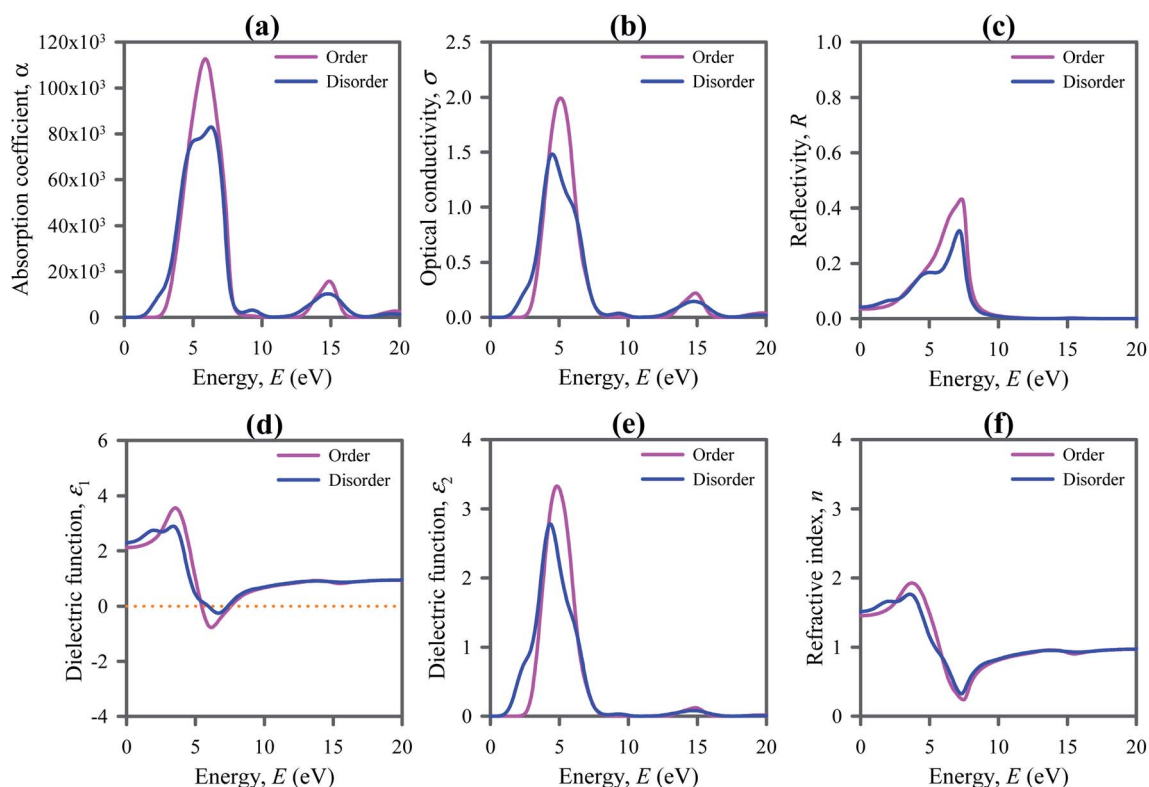 (a)
Absorption coefficient, α
120x10³
100x10³
80x10³
60x10³
40x10³
20x10³
0
0 5 10 15 20
Energy, E (eV)
Order
Disorder
(b)
Optical conductivity, σ
2.5
2.0
1.5
1.0
0.5
0.0
0 5 10 15 20
Energy, E (eV)
Order
Disorder
(c)
Reflectivity, R
1.0
0.8
0.6
0.4
0.2
0.0
0 5 10 15 20
Energy, E (eV)
Order
Disorder
(d)
Dielectric function, ε₁
6
4
2
0
-2
-4
0 5 10 15 20
Energy, E (eV)
Order
Disorder
(e)
Dielectric function, ε₂
4
3
2
1
0
0 5 10 15 20
Energy, E (eV)
Order
Disorder
(f)
Refractive index, n
4
3
2
1
0
0 5 10 15 20
Energy, E (eV)
Order
Disorder